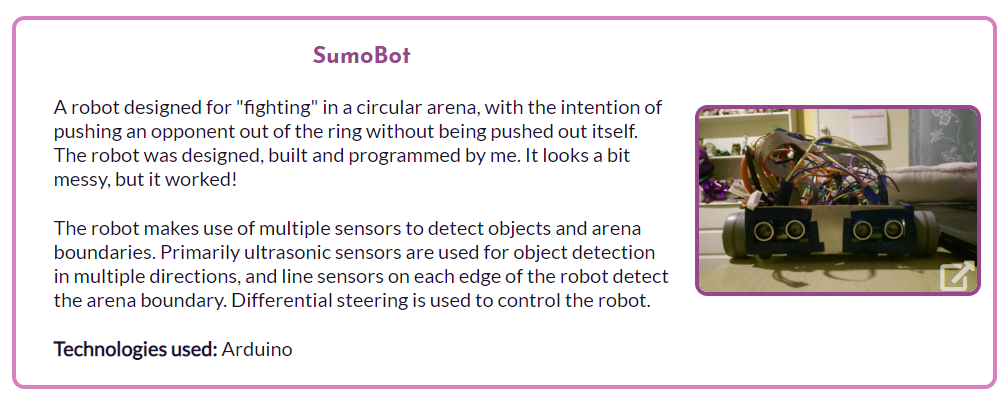 SumoBot
A robot designed for "fighting" in a circular arena, with the intention of
pushing an opponent out of the ring without being pushed out itself.
The robot was designed, built and programmed by me. It looks a bit
messy, but it worked!
The robot makes use of multiple sensors to detect objects and arena
boundaries. Primarily ultrasonic sensors are used for object detection
in multiple directions, and line sensors on each edge of the robot detect
the arena boundary. Differential steering is used to control the robot.
Technologies used: Arduino